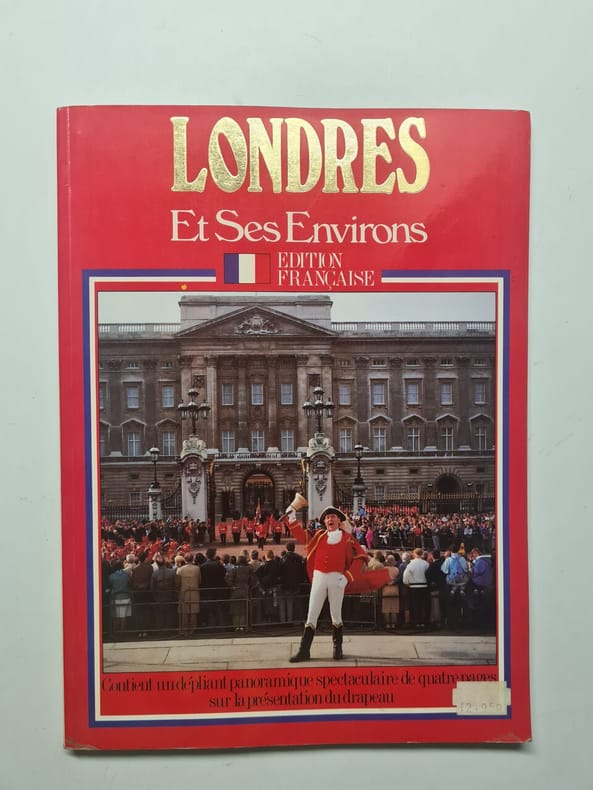 LONDRES
Et Ses Environs
EDITION
FRANÇAISE
Contient un dépliant panoramique spectaculaire de quatre pages
sur la présentation du drapeau